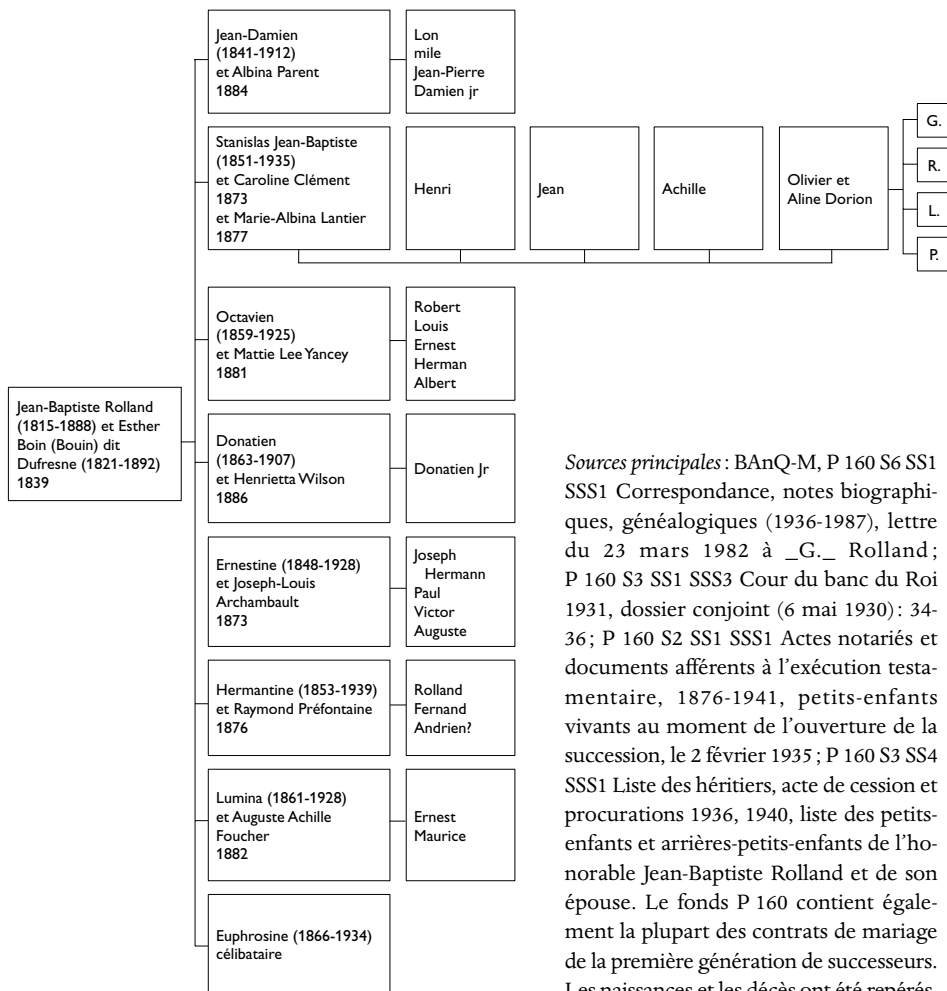 Jean-Damien
(1841-1912)
et Albina Parent
1884
Lon
mile
Jean-Pierre
Damien jr
Stanislas Jean-Baptiste
(1851-1935)
et Caroline Clément
1873
et Marie-Albina Lantier
1877
Henri
Jean
Achille
Olivier et
Aline Dorion
G.
R.
L.
P.
Octavien
(1859-1925)
et Mattie Lee Yancey
1881
Robert
Louis
Ernest
Herman
Albert
Jean-Baptiste Rolland
(1815-1888) et Esther
Boin (Bouin) dit
Dufresne (1821-1892)
1839
Donatien
(1863-1907)
et Henrietta Wilson
1886
Donatien Jr
Ernestine (1848-1928)
et Joseph-Louis
Archambault
1873
Joseph
Hermann
Paul
Victor
Auguste
Hermantine (1853-1939)
et Raymond Préfontaine
1876
Rolland
Fernand
Andrien?
Lumina (1861-1928)
et Auguste Achille
Foucher
1882
Ernest
Maurice
Euphrosine (1866-1934)
célibataire
Sources principales : BAnQ-M, P 160 S6 SS1
SSS1 Correspondance, notes biographi-
ques, généalogiques (1936-1987), lettre
du 23 mars 1982 à _G._ Rolland ;
P 160 S3 SS1 SSS3 Cour du banc du Roi
1931, dossier conjoint (6 mai 1930) : 34-
36 ; P 160 S2 SS1 SSS1 Actes notariés et
documents afférents à l'exécution testa-
mentaire, 1876-1941, petits-enfants
vivants au moment de l'ouverture de la
succession, le 2 février 1935 ; P 160 S3 SS4
SSS1 Liste des héritiers, acte de cession et
procurations 1936, 1940, liste des petits-
enfants et arrières-petits-enfants de l'ho-
norable Jean-Baptiste Rolland et de son
épouse. Le fonds P 160 contient égale-
ment la plupart des contrats de mariage
de la première génération de successeurs.
Les naissances et les décès ont été repérés